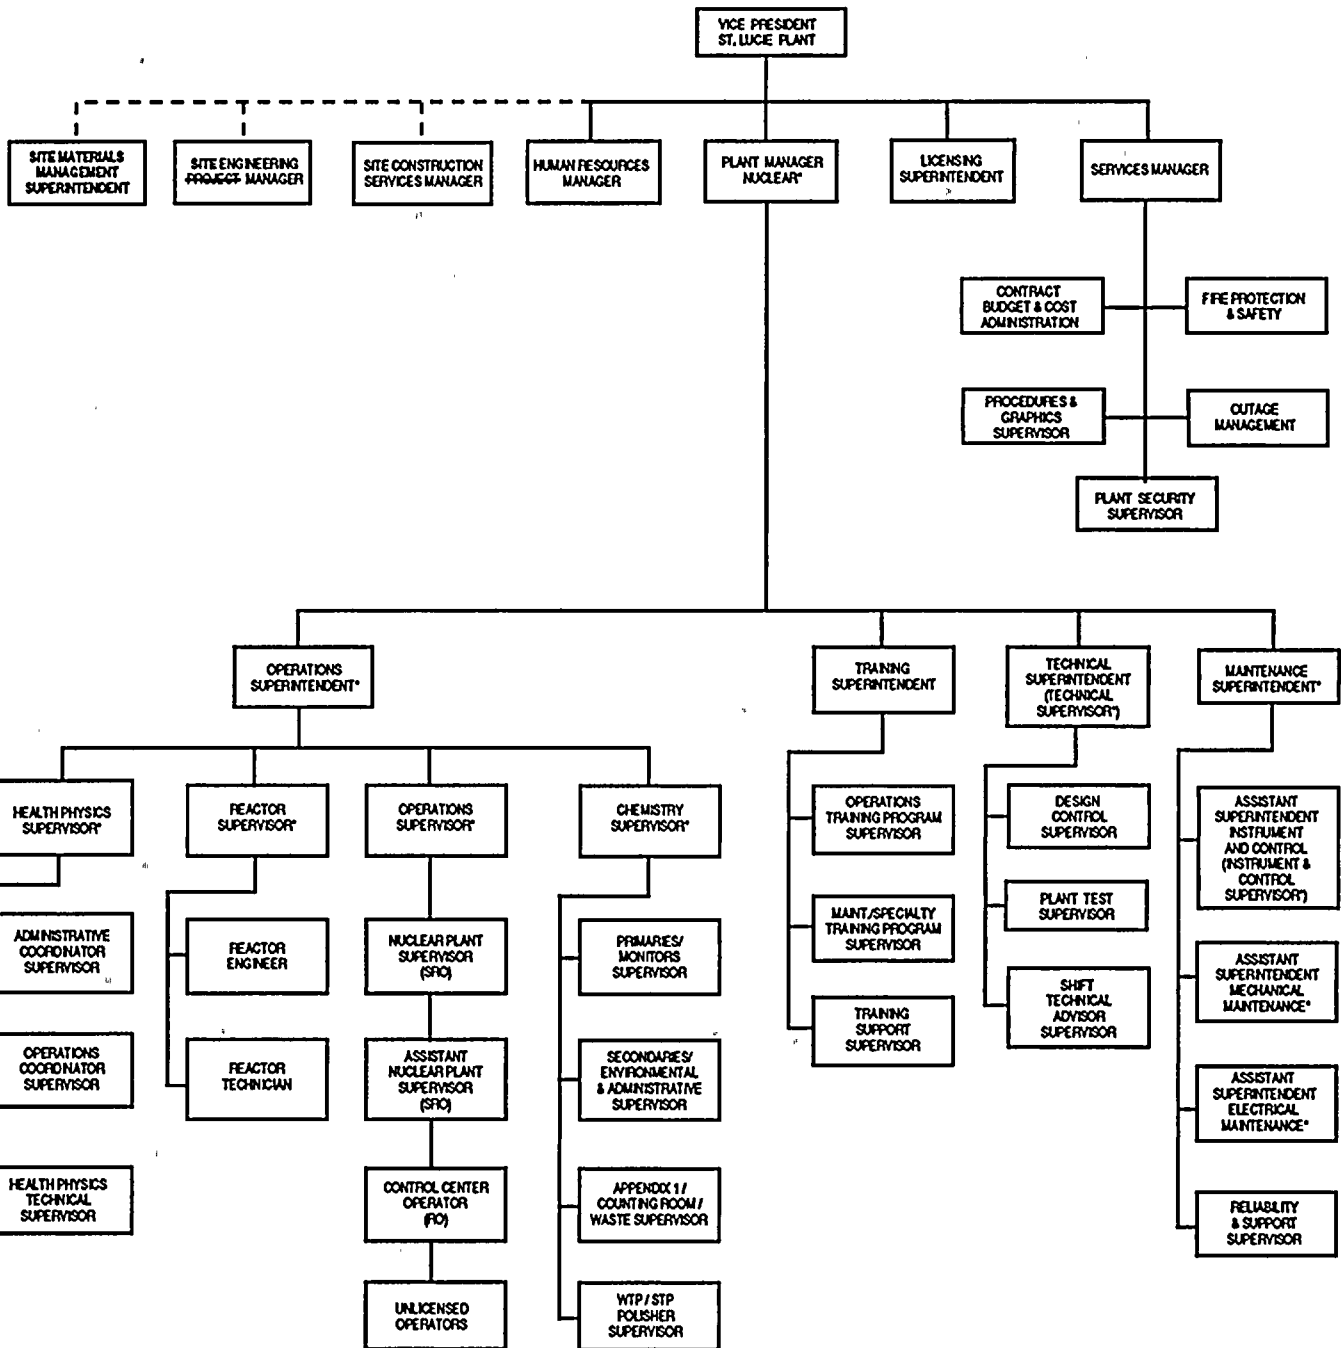 VICE PRESIDENT
ST. LUCIE PLANT
SITE MATERIALS
MANAGEMENT
SUPERINTENDENT
SITE ENGINEERING
PROJECT MANAGER
SITE CONSTRUCTION
SERVICES MANAGER
HUMAN RESOURCES
MANAGER
PLANT MANAGER
NUCLEAR*
LICENSING
SUPERINTENDENT
SERVICES MANAGER
CONTRACT
BUDGET & COST
ADMINISTRATION
FIRE PROTECTION
& SAFETY
PROCEDURES &
GRAPHICS
SUPERVISOR
OUTAGE
MANAGEMENT
PLANT SECURITY
SUPERVISOR
OPERATIONS
SUPERINTENDENT*
TRAINING
SUPERINTENDENT
TECHNICAL
SUPERINTENDENT
(TECHNICAL
SUPERVISOR*)
MAINTENANCE
SUPERINTENDENT*
HEALTH PHYSICS
SUPERVISOR*
REACTOR
SUPERVISOR*
OPERATIONS
SUPERVISOR*
CHEMISTRY
SUPERVISOR*
OPERATIONS
TRAINING PROGRAM
SUPERVISOR
DESIGN
CONTROL
SUPERVISOR
ASSISTANT
SUPERINTENDENT
INSTRUMENT
AND CONTROL
(INSTRUMENT &
CONTROL
SUPERVISOR*)
ADMINISTRATIVE
COORDINATOR
SUPERVISOR
REACTOR
ENGINEER
NUCLEAR PLANT
SUPERVISOR
(SRO)
PRIMARIES/
MONITORS
SUPERVISOR
MAINT./SPECIALTY
TRAINING PROGRAM
SUPERVISOR
PLANT TEST
SUPERVISOR
ASSISTANT
SUPERINTENDENT
MECHANICAL
MAINTENANCE*
OPERATIONS
COORDINATOR
SUPERVISOR
REACTOR
TECHNICIAN
ASSISTANT
NUCLEAR PLANT
SUPERVISOR
(SRO)
SECONDARIES/
ENVIRONMENTAL
& ADMINISTRATIVE
SUPERVISOR
TRAINING
SUPPORT
SUPERVISOR
SHIFT
TECHNICAL
ADVISOR
SUPERVISOR
ASSISTANT
SUPERINTENDENT
ELECTRICAL
MAINTENANCE*
HEALTH PHYSICS
TECHNICAL
SUPERVISOR
CONTROL CENTER
OPERATOR
(RO)
APPENDIX 1 /
COUNTING ROOM /
WASTE SUPERVISOR
RELIABILITY
& SUPPORT
SUPERVISOR
UNLICENSED
OPERATORS
WTP / STP
POLISHER
SUPERVISOR